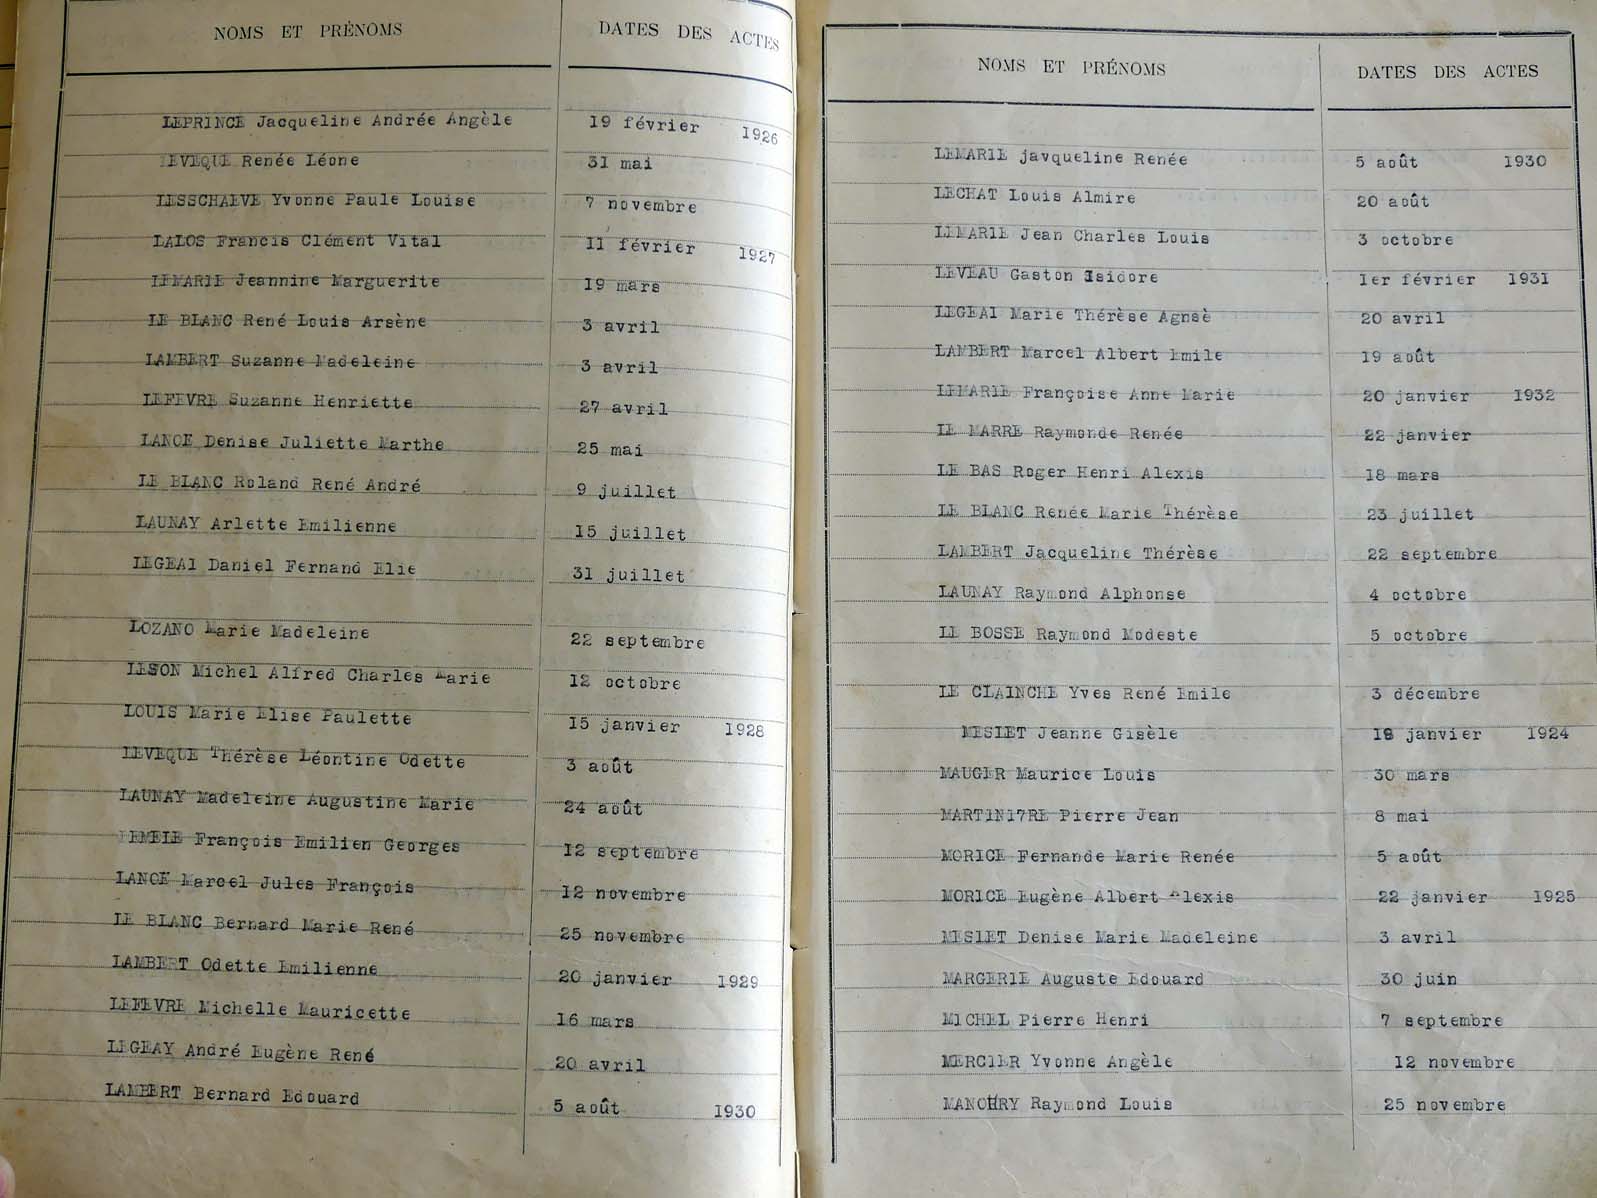 NOMS ET PRÉNOMS DATES DES ACTES
LEPRINCE Jacqueline Andrée Angèle 19 février 1926
LEVEQUE Renée Léone 31 mai
LESSCHAEVE Yvonne Paule Louise 7 novembre
LALOS Francis Clément Vital 11 février 1927
LEMARIE Jeannine Marguerite 19 mars
LE BLANC René Louis Arsène 3 avril
LAMBERT Suzanne Madeleine 3 avril
LEFEVRE Suzanne Henriette 27 avril
LANCE Denise Juliette Marthe 25 mai
LE BLANC Roland René André 9 juillet
LAUNAY Arlette Emilienne 15 juillet
LEGEAI Daniel Fernand Elie 31 juillet
LOZANO Marie Madeleine 22 septembre
LESON Michel Alfred Charles Marie 12 octobre
LOUIS Marie Elise Paulette 15 janvier 1928
LEVEQUE Thérèse Léontine Odette 3 août
LAUNAY Madeleine Augustine Marie 24 août
François Emilien Georges 12 septembre
LANCE Marcel Jules François 12 novembre
LE BLANC Bernard Marie René 25 novembre
LAMBERT Odette Emilienne 20 janvier 1929
LEFEVRE Michelle Mauricette 16 mars
LEGEAY André Eugène René 20 avril
LAMBERT Bernard Edouard 5 août 1930
NOMS ET PRÉNOMS DATES DES ACTES
LEMARIE javqueline Renée 5 août 1930
LECHAT Louis Almire 20 août
LEMARIE Jean Charles Louis 3 octobre
LEVEAU Gaston Isidore 1er février 1931
LEGEAI Marie Thérèse Agnsè 20 avril
LAMBERT Marcel Albert Emile 19 août
LEMARIE Françoise Anne Marie 20 janvier 1932
LE MARRE Raymonde Renée 22 janvier
LE BAS Roger Henri Alexis 18 mars
LE BLANC Renée Marie Thérèse 23 juillet
LAMBERT Jacqueline Thérèse 22 septembre
LAUNAY Raymond Alphonse 4 octobre
LE BOSSE Raymond Modeste 5 octobre
LE CLAINCHE Yves René Emile 3 décembre
MESLET Jeanne Gisèle janvier 1924
MAUGER Maurice Louis 30 mars
MARTINI7RE Pierre Jean 8 mai
MORICE Fernande Marie Renée 5 août
MORICE Eugène Albert Alexis 22 janvier 1925
MESLET Denise Marie Madeleine 3 avril
MARGERIE Auguste Edouard 30 juin
MICHEL Pierre Henri 7 septembre
MERCIER Yvonne Angèle 12 novembre
Raymond Louis 25 novembre